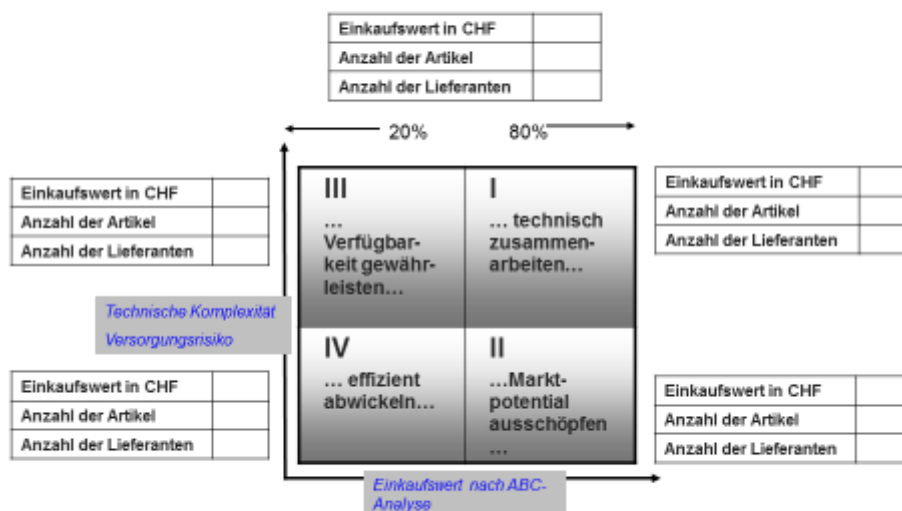 Einkaufswert in CHF
Anzahl der Artikel
Anzahl der Lieferanten
20%
80%
Einkaufswert in CHF
Anzahl der Artikel
Anzahl der Lieferanten
III
...
Verfügbar-
keit gewähr-
leisten...
I
... technisch
zusammen-
arbeiten...
Einkaufswert in CHF
Anzahl der Artikel
Anzahl der Lieferanten
Technische Komplexität
Versorgungsrisiko
Einkaufswert in CHF
Anzahl der Artikel
Anzahl der Lieferanten
IV
... effizient
abwickeln...
II
...Markt-
potential
ausschöpfen
...
Einkaufswert in CHF
Anzahl der Artikel
Anzahl der Lieferanten
Einkaufswert nach ABC-
Analyse